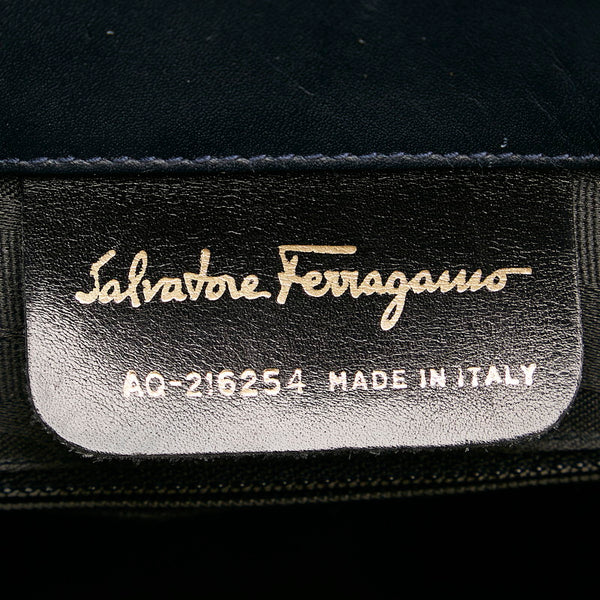 Salvatore Ferragamo
AQ-216254 MADE IN ITALY